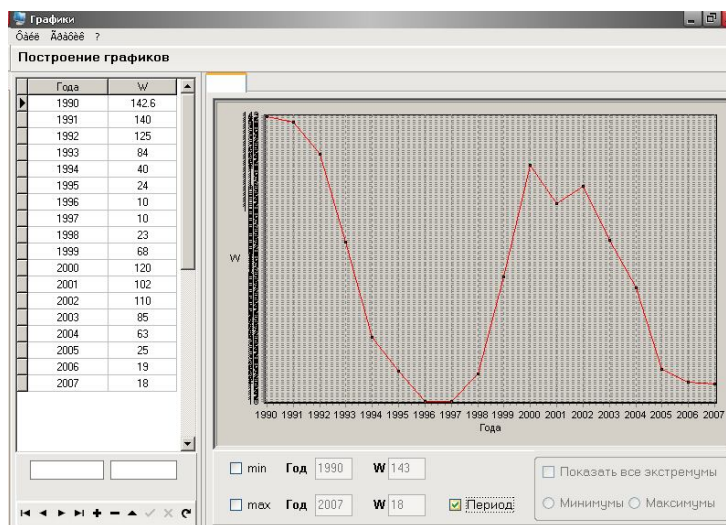 Графики
Ôàéë Ãðàôèê ?
Построение графиков
Года W
1990 142.6
1991 140
1992 125
1993 84
1994 40
1995 24
1996 10
1997 10
1998 23
1999 68
2000 120
2001 102
2002 110
2003 85
2004 63
2005 25
2006 19
2007 18
W
1990 1991 1992 1993 1994 1995 1996 1997 1998 1999 2000 2001 2002 2003 2004 2005 2006 2007
Года
min Год 1990 W 143
max Год 2007 W 18 Период
Показать все экстремумы
Минимумы Максимумы